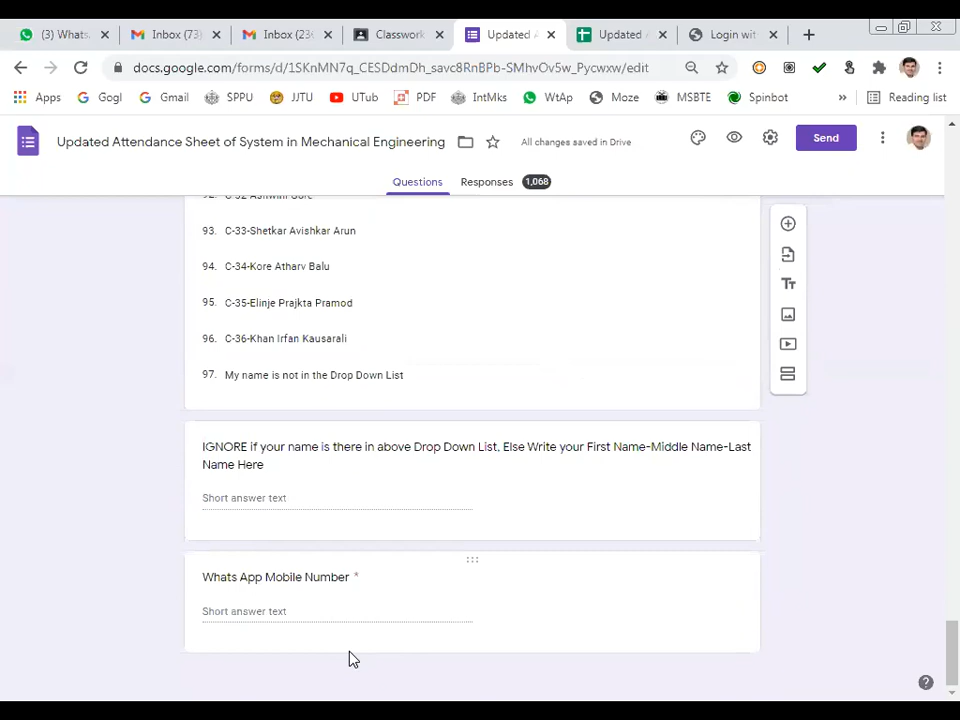 (3) Whats
Inbox (73)
Inbox (23
Classwork
Updated A
Updated
Login wit
docs.google.com/forms/d/1SKnMN7q_CESDdmDh_savc8RnBPb-SMhvOv5w_Pycwxw/edit
Apps
Gogl
Gmail
SPPU
JJTU
UTub
PDF
IntMks
WtAp
Moze
MSBTE
Spinbot
»
Reading list
Updated Attendance Sheet of System in Mechanical Engineering
All changes saved in Drive
Send
Questions
Responses 1,068
92. C-32-Ashwini Gore
93. C-33-Shetkar Avishkar Arun
94. C-34-Kore Atharv Balu
95. C-35-Elinje Prajkta Pramod
96. C-36-Khan Irfan Kausarali
97. My name is not in the Drop Down List
IGNORE if your name is there in above Drop Down List, Else Write your First Name-Middle Name-Last
Name Here
Short answer text
Whats App Mobile Number *
Short answer text